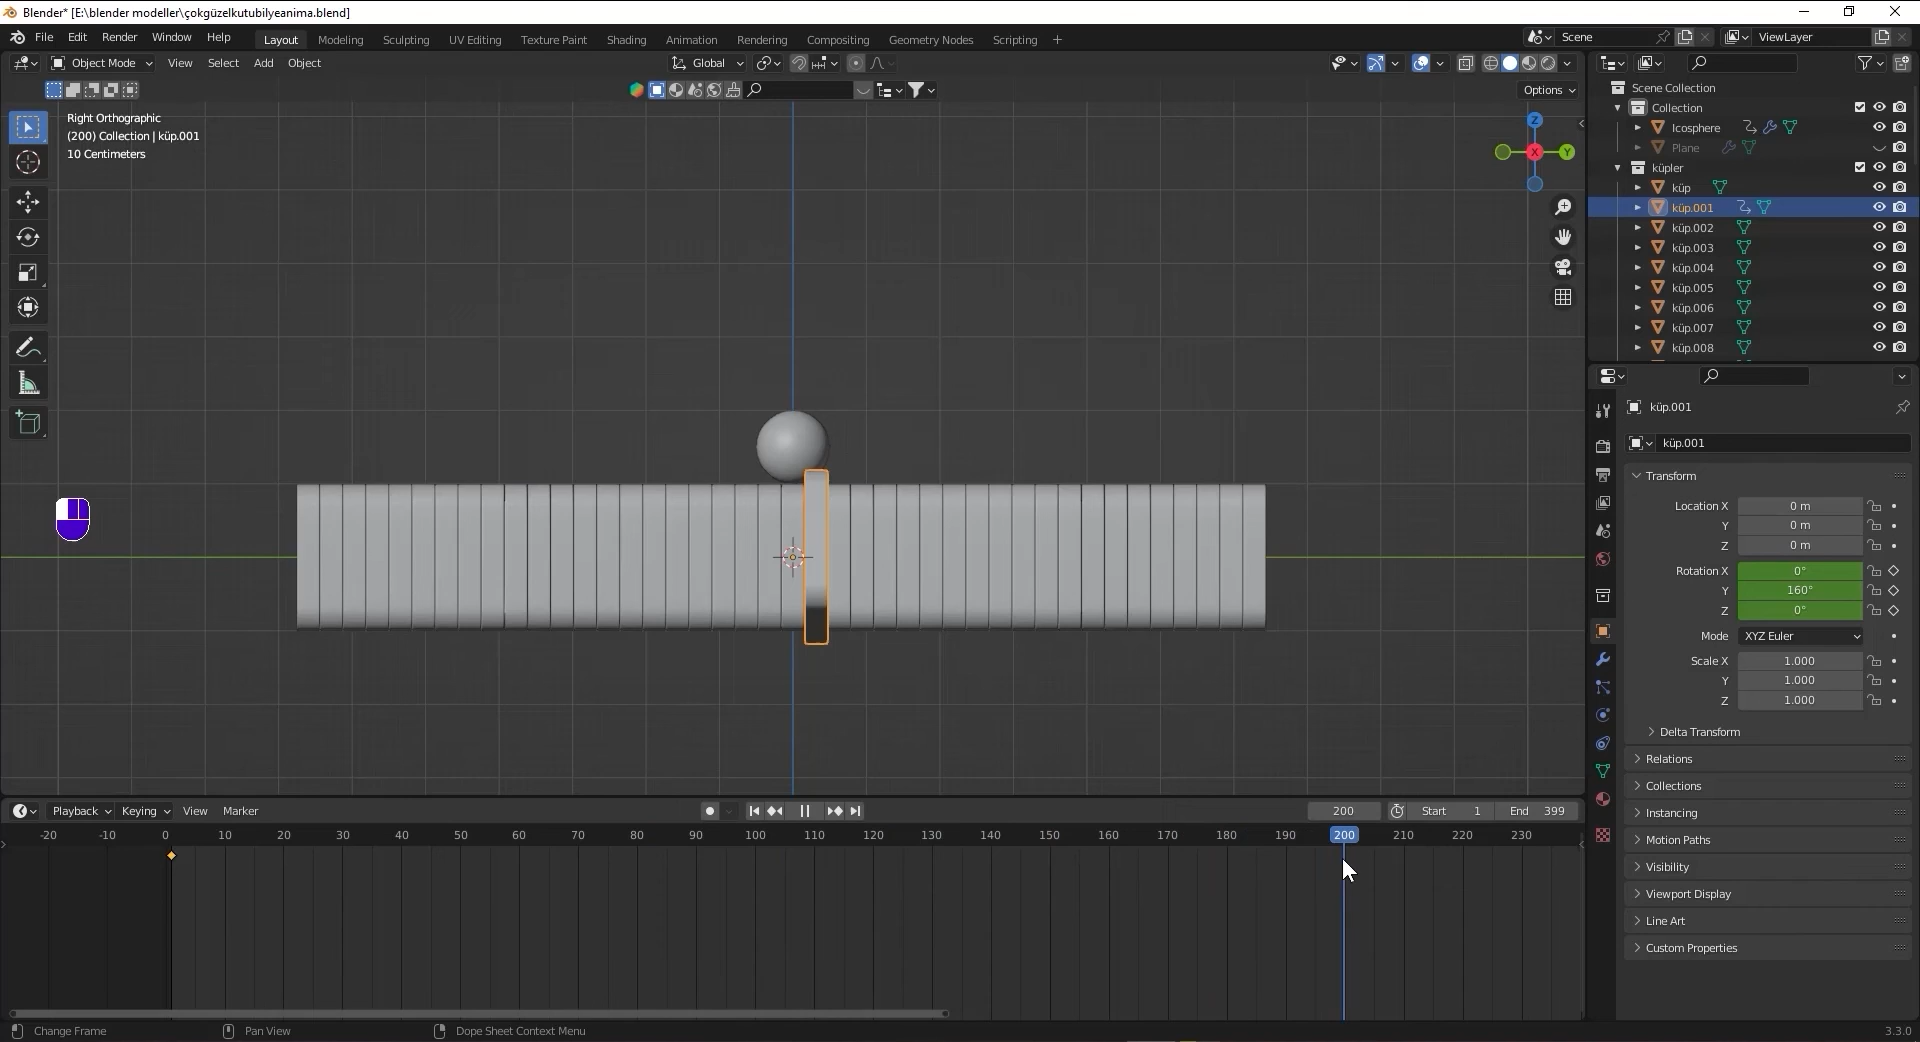 Blender* [E:\blender modeller\çokgüzelkutubilyeanima.blend]
File Edit Render Window Help Layout Modeling Sculpting UV Editing Texture Paint Shading Animation Rendering Compositing Geometry Nodes Scripting + Scene ViewLayer
Object Mode View Select Add Object Global
Options
Right Orthographic
(200) Collection | küp.001
10 Centimeters
Z
X
Y
Scene Collection
Collection
Icosphere
Plane
küpler
küp
küp.001
küp.002
küp.003
küp.004
küp.005
küp.006
küp.007
küp.008
küp.001
küp.001
Transform
Location X 0 m
Y 0 m
Z 0 m
Rotation X 0°
Y 160°
Z 0°
Mode XYZ Euler
Scale X 1.000
Y 1.000
Z 1.000
Delta Transform
Relations
Collections
Instancing
Motion Paths
Visibility
Viewport Display
Line Art
Custom Properties
Playback Keying View Marker 200 Start 1 End 399
-20 -10 0 10 20 30 40 50 60 70 80 90 100 110 120 130 140 150 160 170 180 190 200 210 220 230
Change Frame Pan View Dope Sheet Context Menu 3.3.0